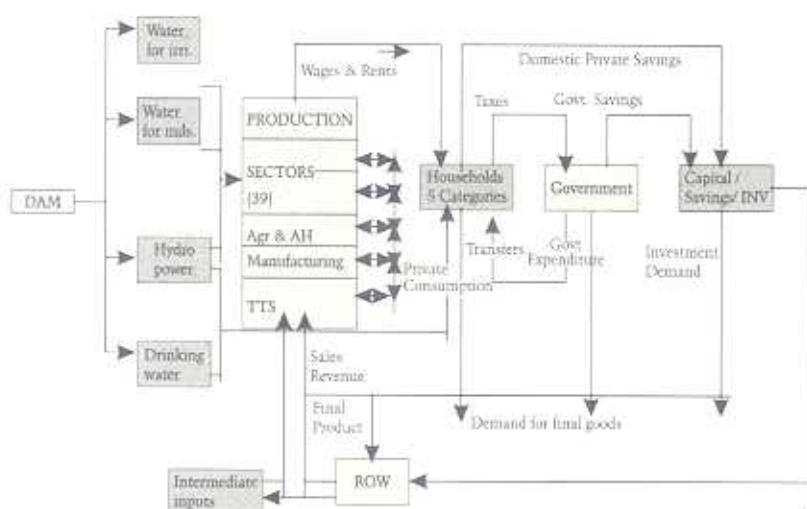 Water
for irri.
Water
for inds.
DAM
Hydro
power
Drinking
water
Wages & Rents
PRODUCTION
SECTORS
(39)
Agr & AH
Manufacturing
TTS
Domestic Private Savings
Taxes
Govt. Savings
Households
5 Categories
Government
Capital /
Savings/ INV
Transfers
Govt
Expenditure
Investment
Demand
Private
Consumption
Sales
Revenue
Final
Product
Demand for final goods
Intermediate
inputs
ROW